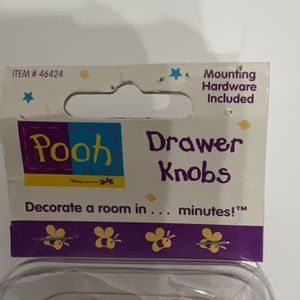 ITEM # 46424
Mounting
Hardware
Included
Pooh
Drawer
Knobs
Decorate a room in . . . minutes!™